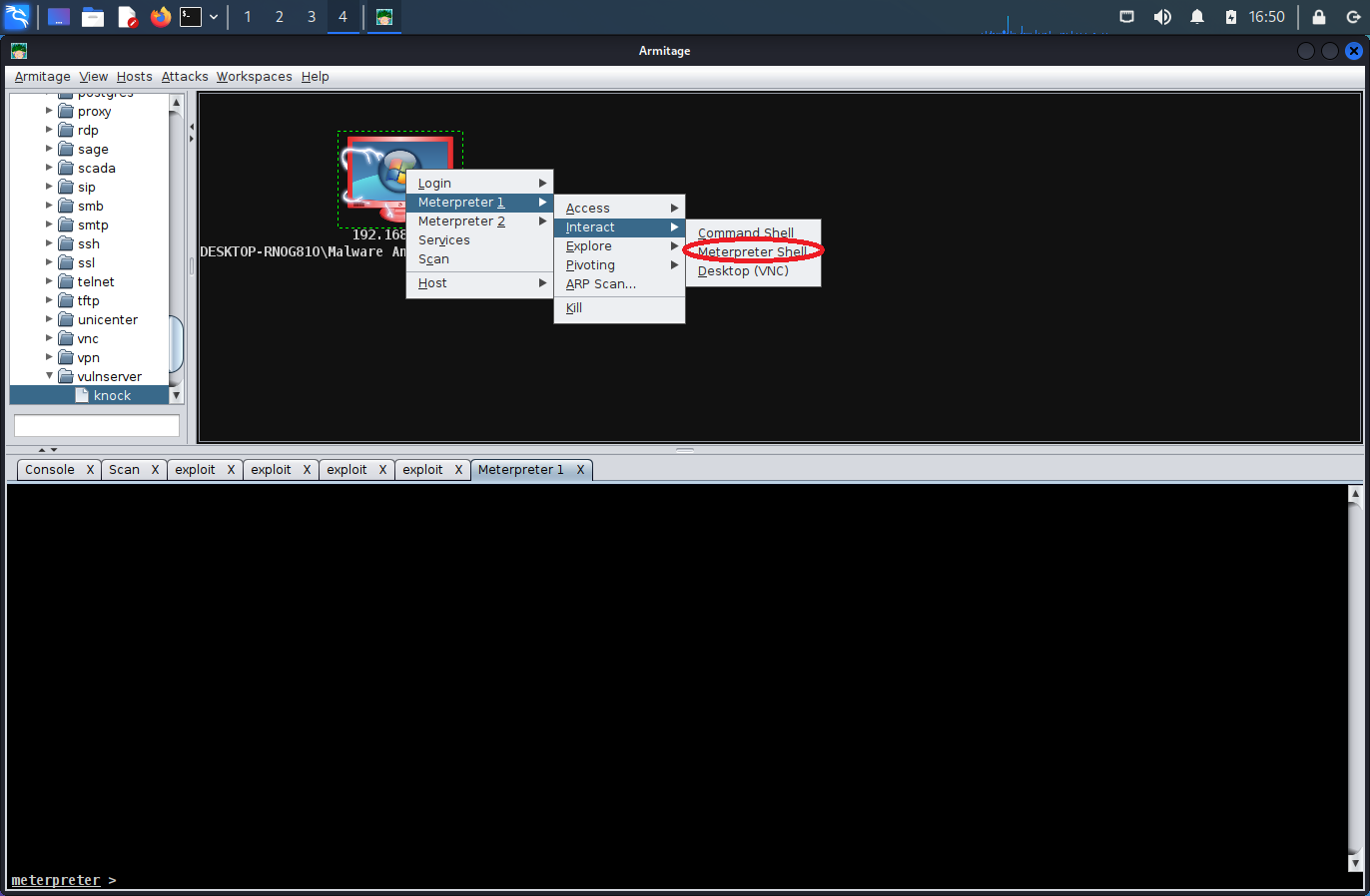 1 2 3 4 16:50
Armitage
Armitage View Hosts Attacks Workspaces Help
postgres
proxy
rdp
sage
scada
sip
smb
smtp
ssh
ssl
telnet
tftp
unicenter
vnc
vpn
vulnserver
knock
192.168
DESKTOP-RNOG81O\Malware An
Login
Meterpreter 1
Meterpreter 2
Services
Scan
Host
Access
Interact
Explore
Pivoting
ARP Scan...
Kill
Command Shell
Meterpreter Shell
Desktop (VNC)
Console X Scan X exploit X exploit X exploit X exploit X Meterpreter 1 X
meterpreter >